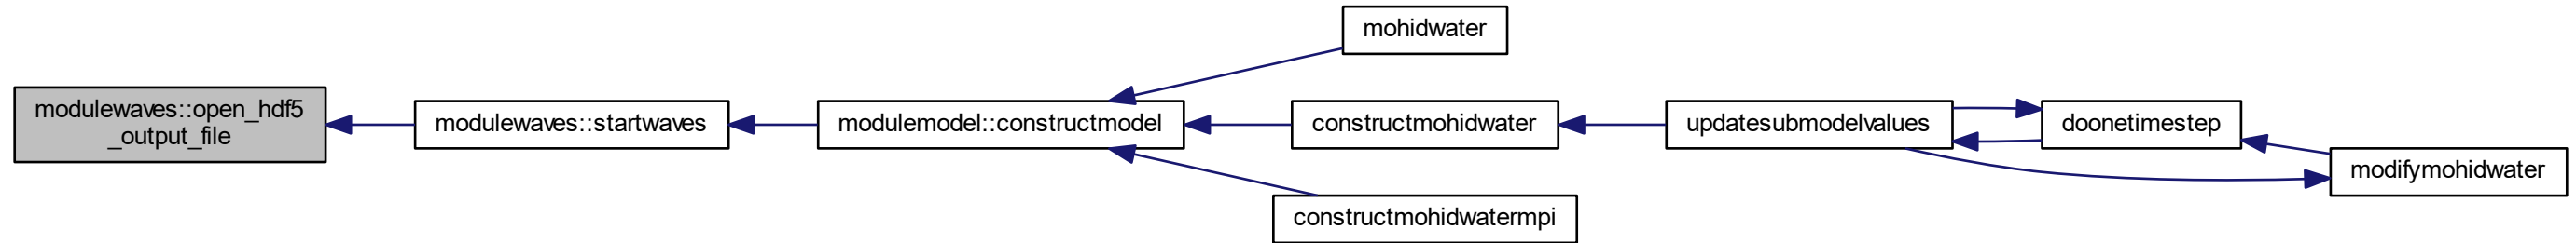 mohidwater
modulewaves::open_hdf5
_output_file
modulewaves::startwaves
modulemodel::constructmodel
constructmohidwater
updatesubmodelvalues
doonetimestep
modifymohidwater
constructmohidwatermpi